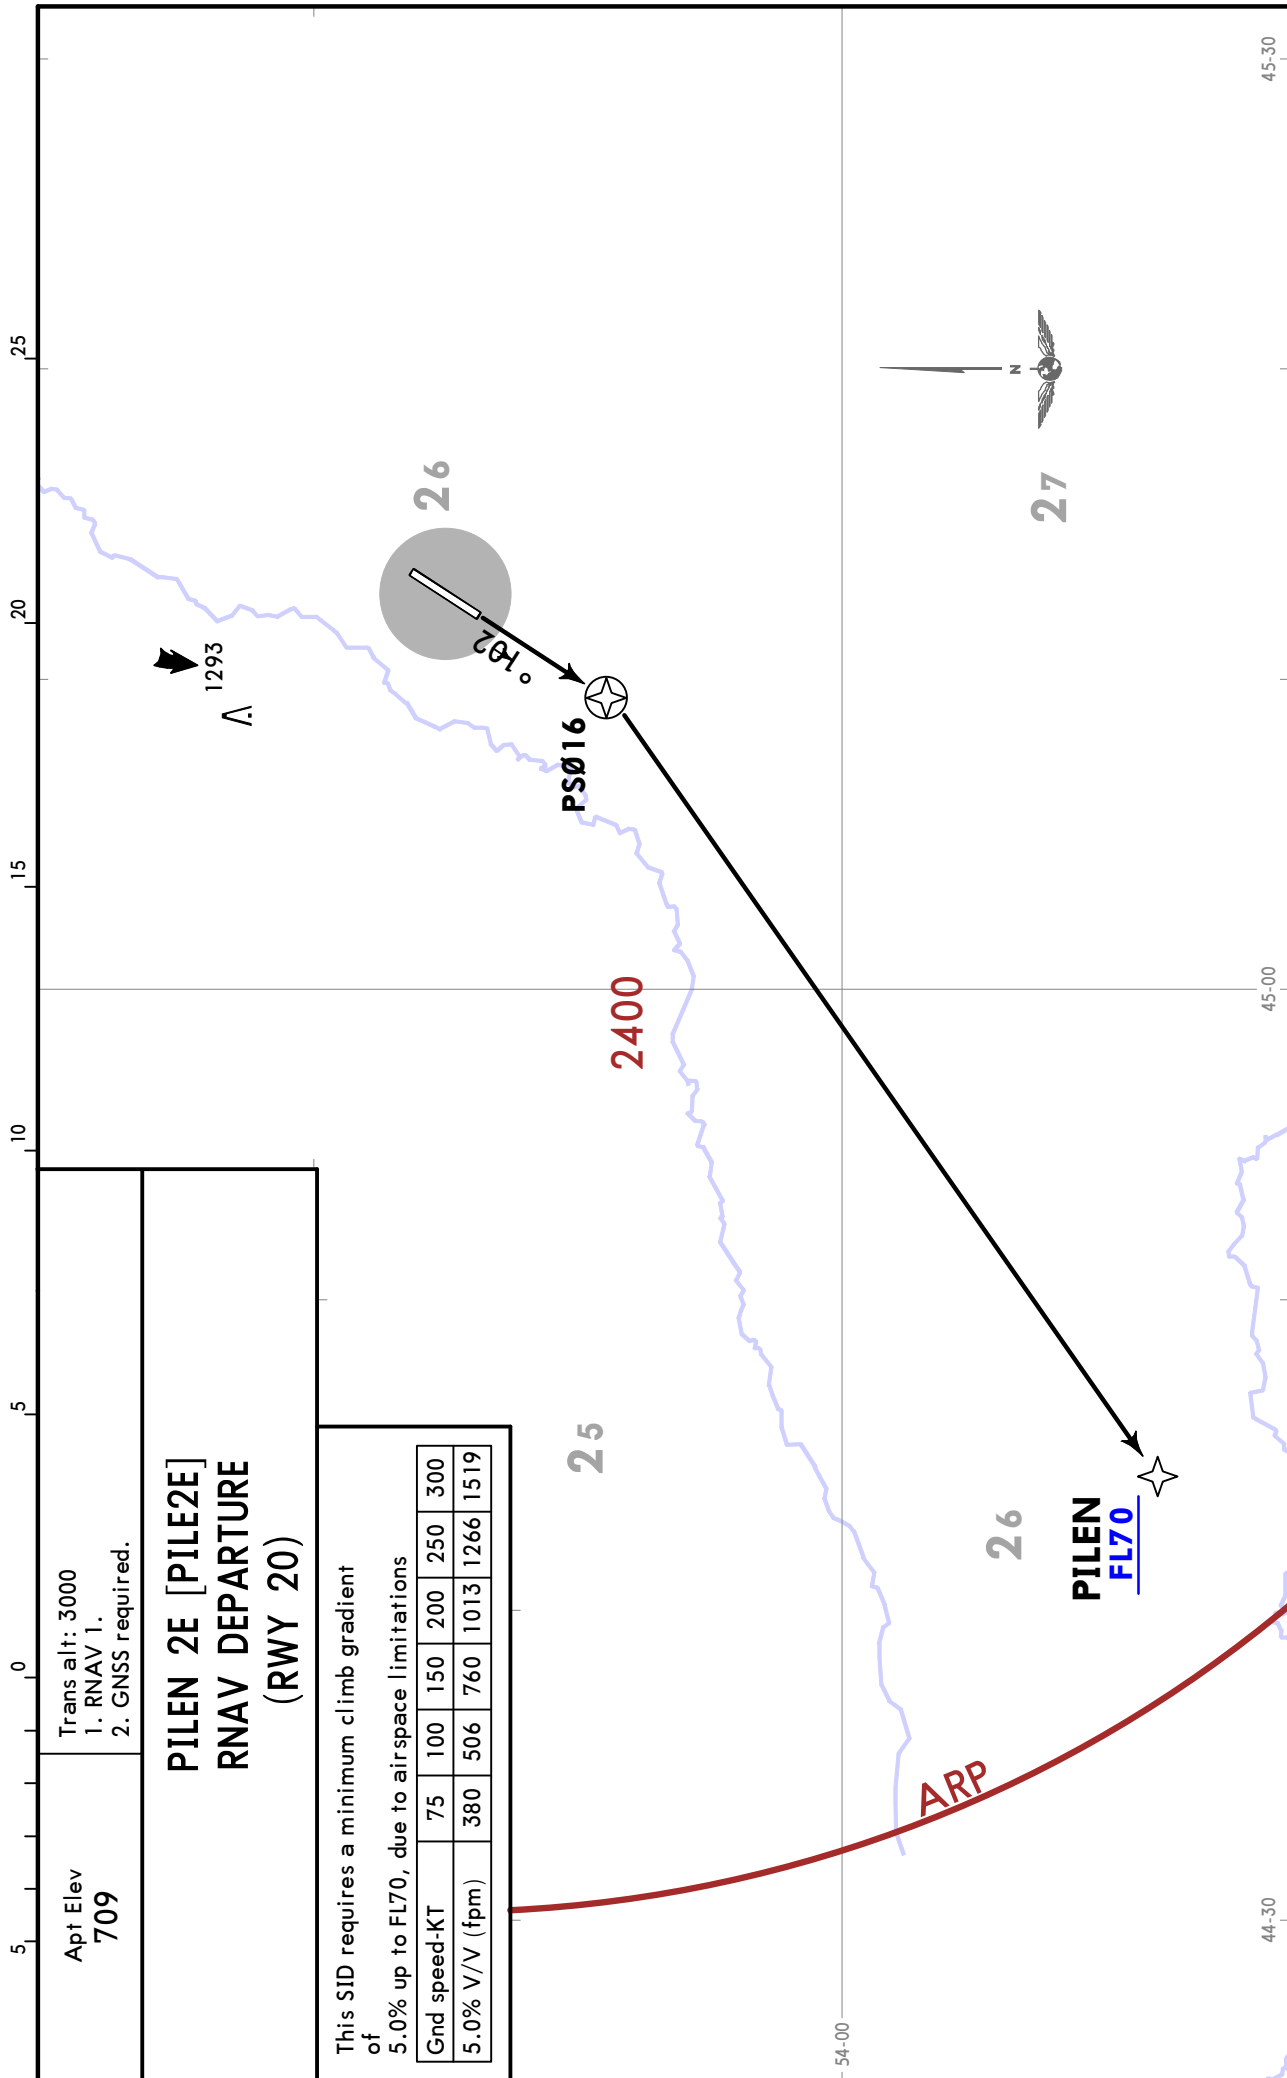 5 0 5 10 15 20 25
Apt Elev
709
Trans alt: 3000
1. RNAV 1.
2. GNSS required.
PILEN 2E [PILE2E]
RNAV DEPARTURE
(RWY 20)
This SID requires a minimum climb gradient
of
5.0% up to FL70, due to airspace limitations
Gnd speed-KT 75 100 150 200 250 300
5.0% V/V (fpm) 380 506 760 1013 1266 1519
1293
26
201°
PSØ16
2400
25
27
N
26
PILEN
FL70
ARP
54-00
44-30
45-00
45-30